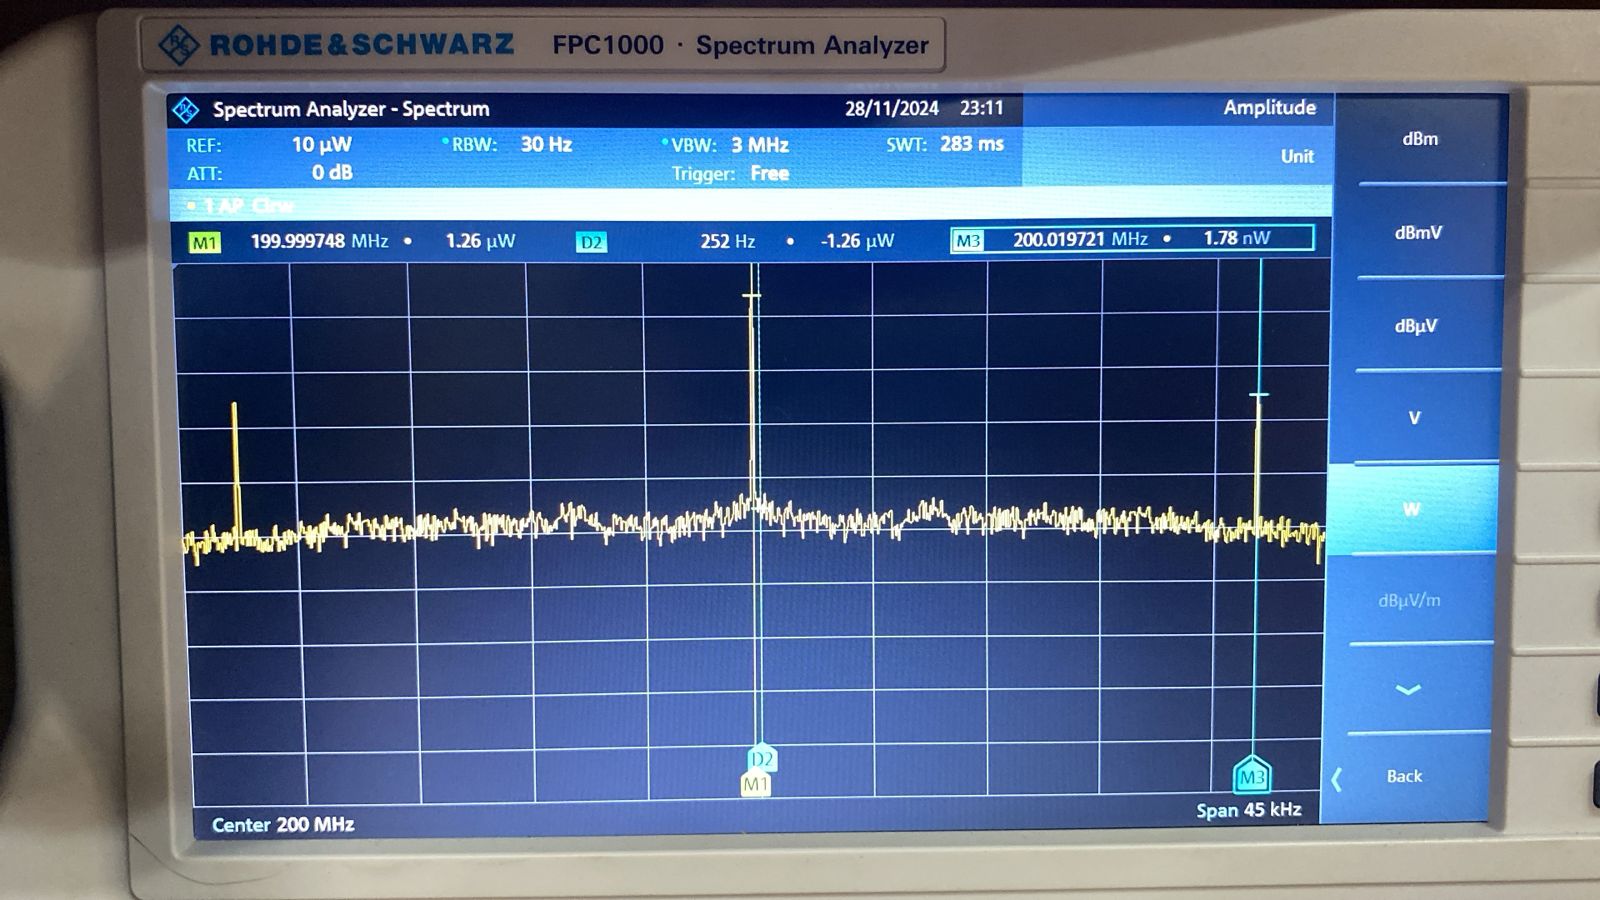 ROHDE&SCHWARZ FPC1000 · Spectrum Analyzer
Spectrum Analyzer - Spectrum 28/11/2024 23:11 Amplitude
REF: 10 µW RBW: 30 Hz VBW: 3 MHz SWT: 283 ms Unit
ATT: 0 dB Trigger: Free
1 AP Clrw
M1 199.999748 MHz • 1.26 µW D2 252 Hz • -1.26 µW M3 200.019721 MHz • 1.78 nW
dBm
dBmV
dBµV
V
W
dBµV/m
D2
M1
M3
Back
Center 200 MHz Span 45 kHz